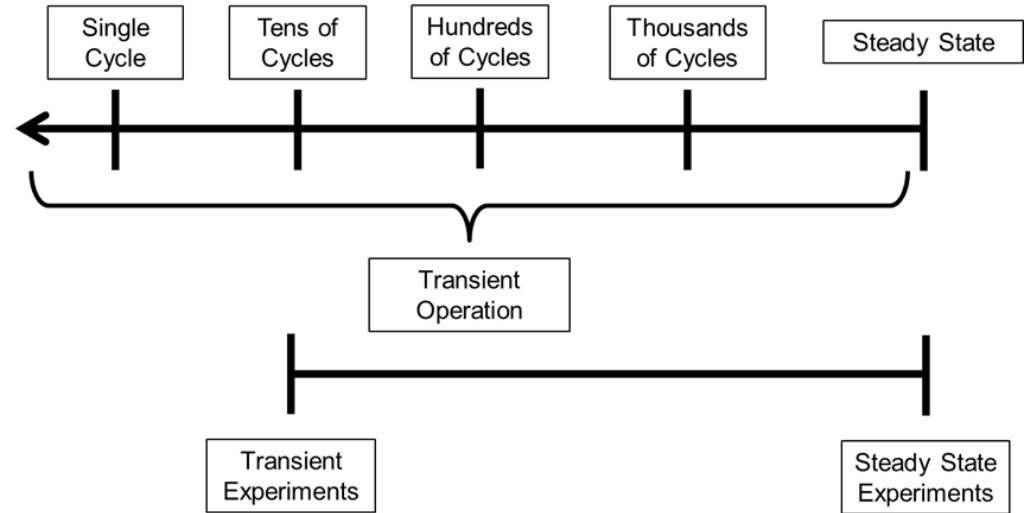 Single
Cycle
Tens of
Cycles
Hundreds
of Cycles
Thousands
of Cycles
Steady State
Transient
Operation
Transient
Experiments
Steady State
Experiments